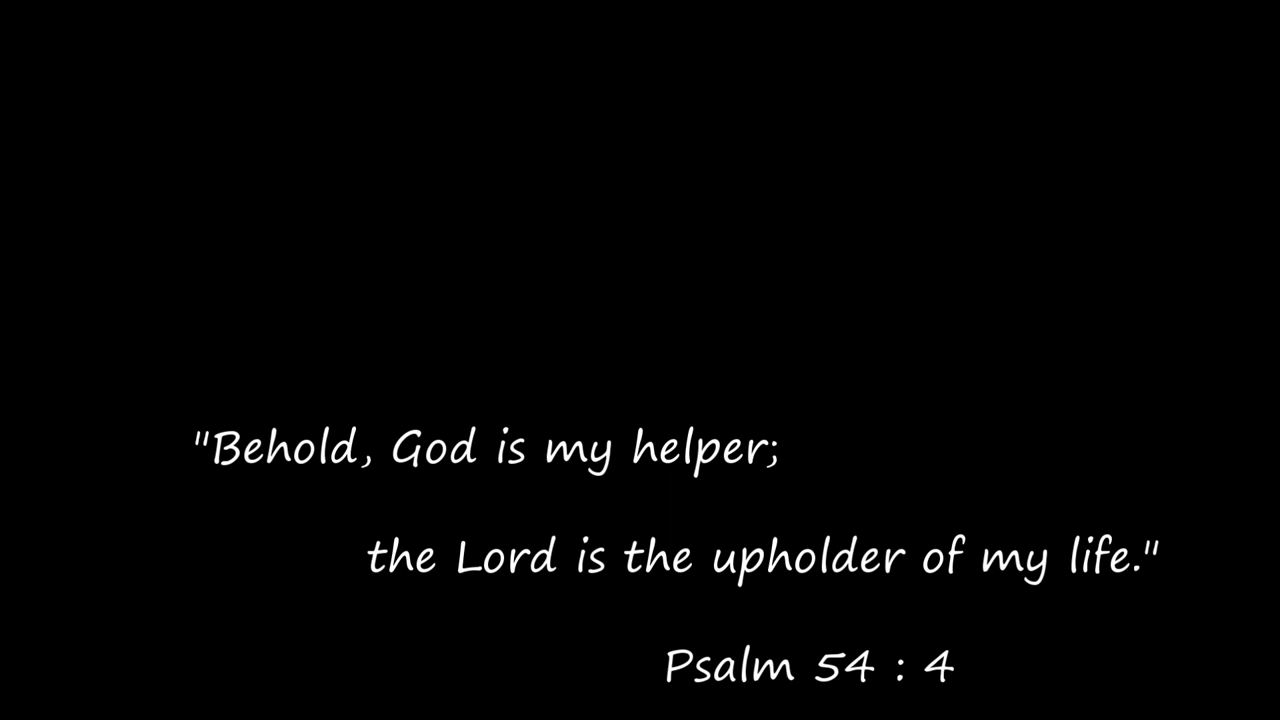 "Behold, God is my helper;
the Lord is the upholder of my life."
Psalm 54 : 4